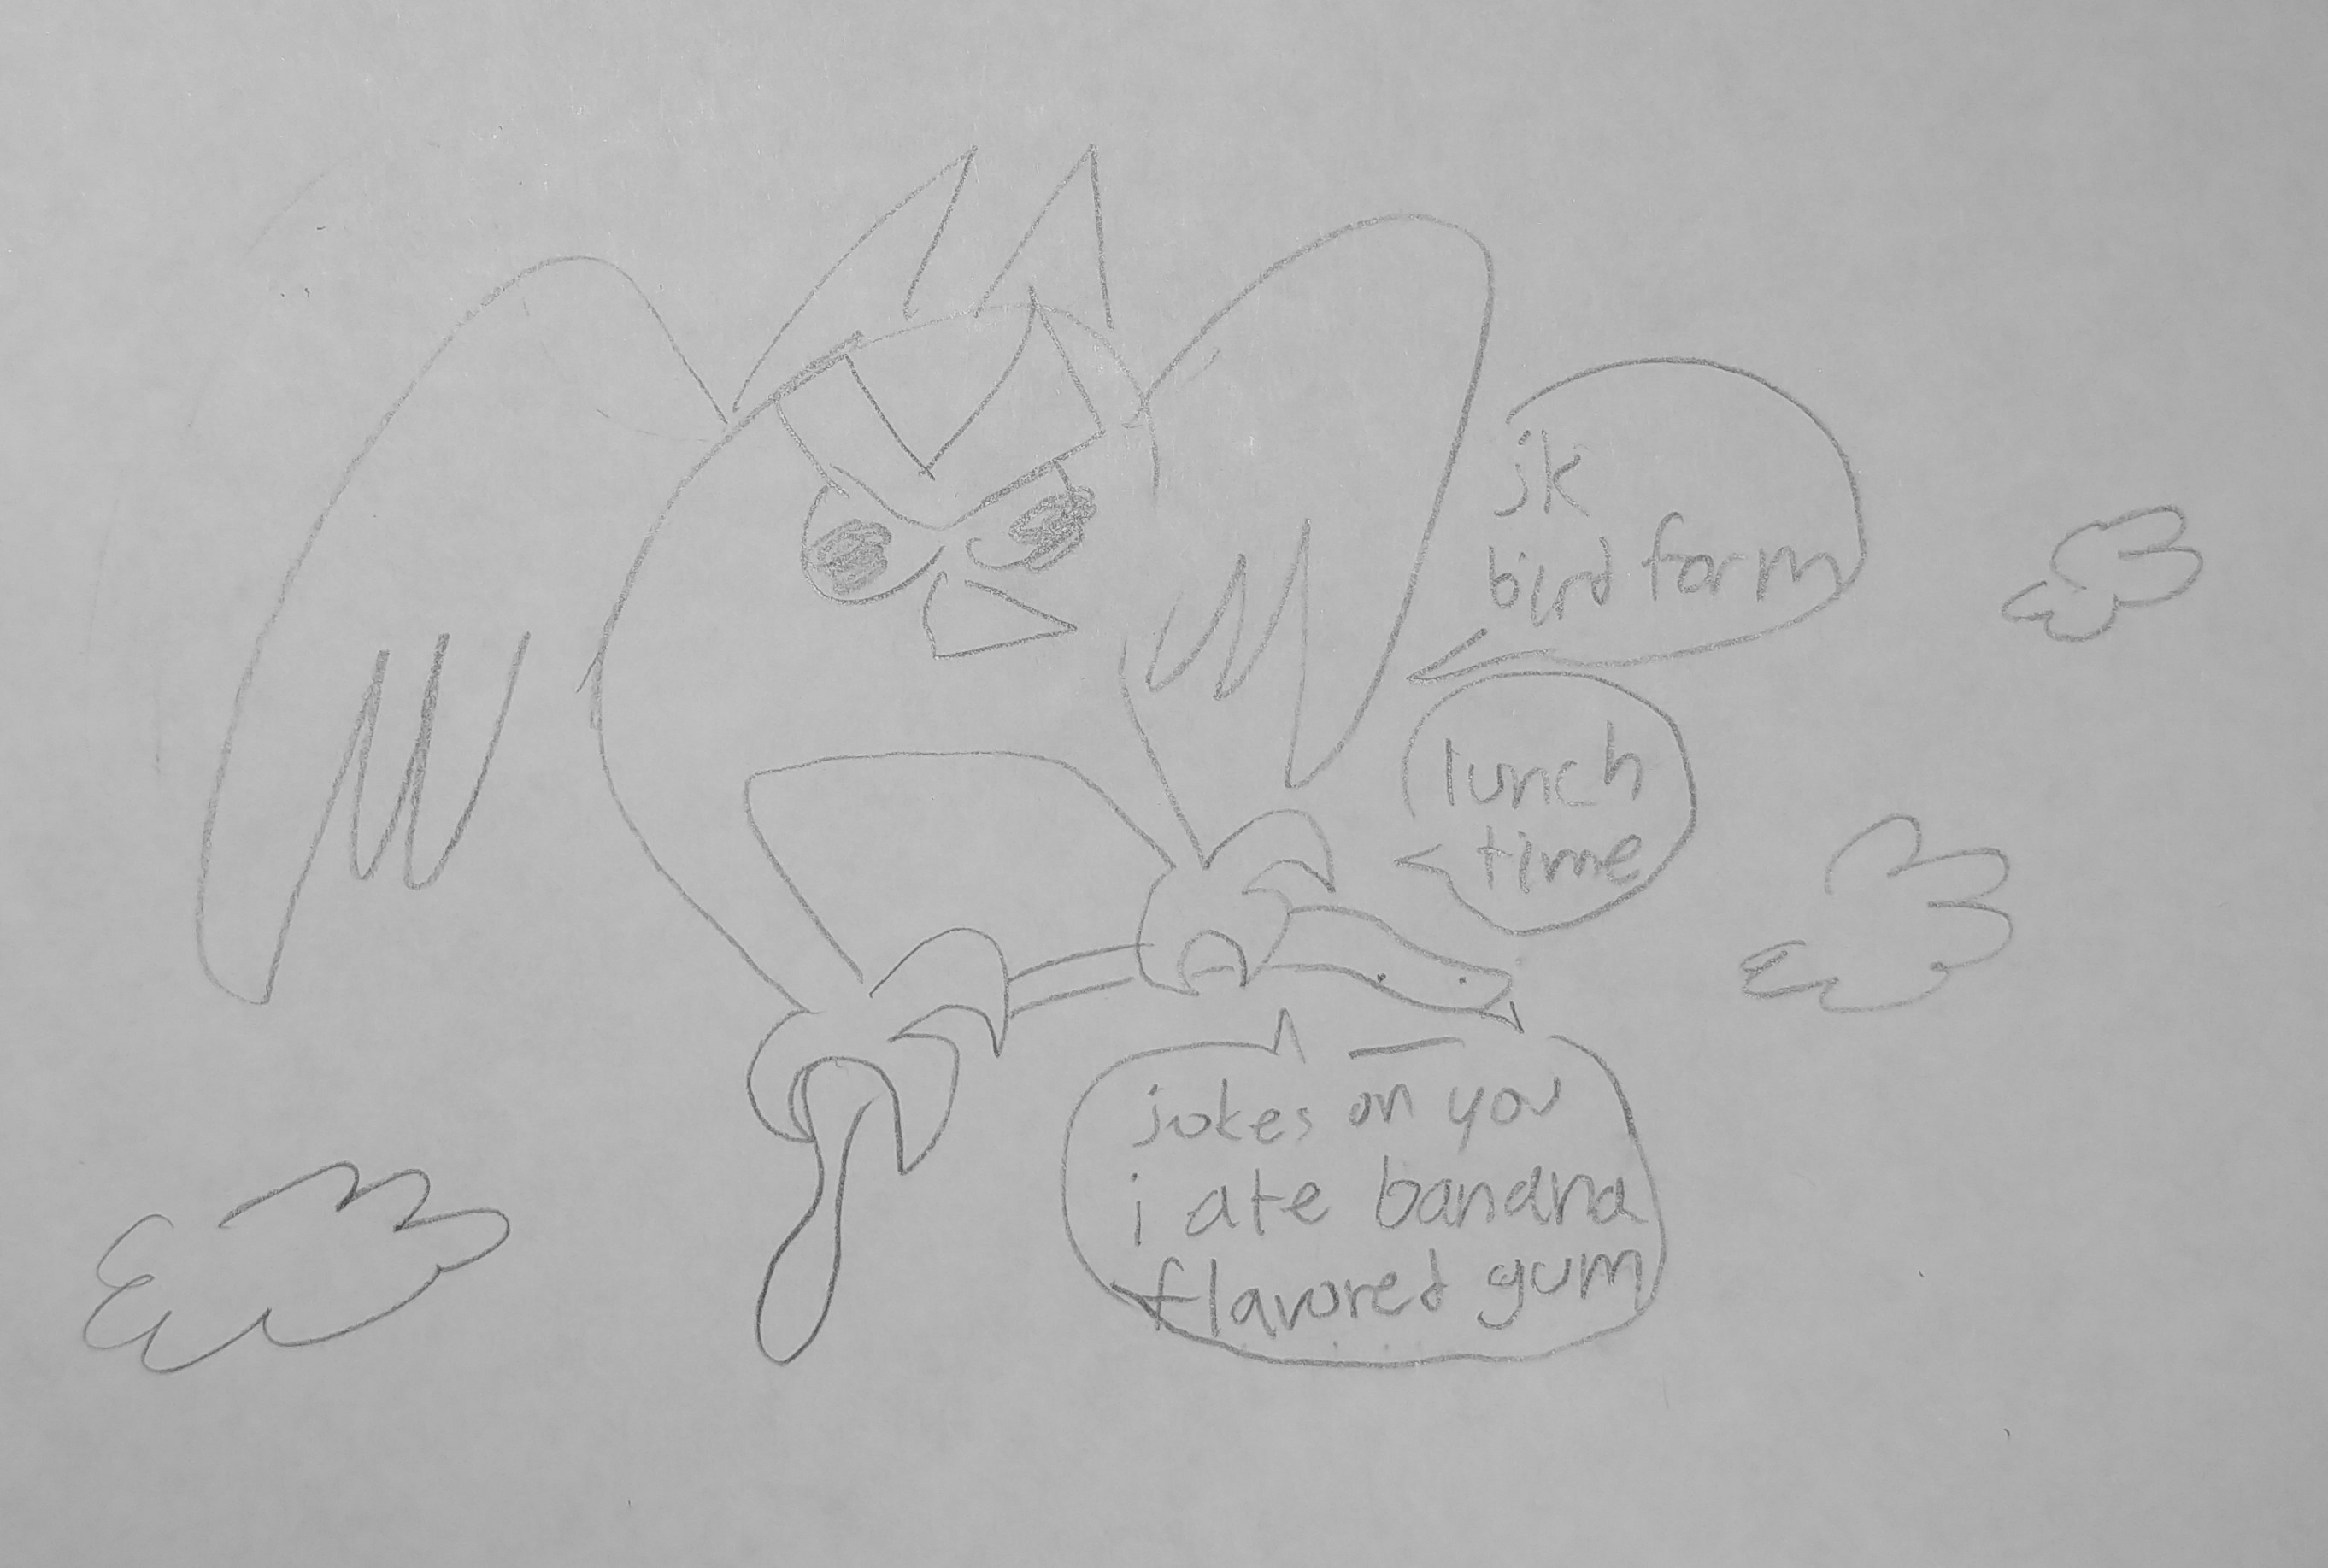 jk
bird form
lunch
time
jokes on you
i ate banana
flavored gum